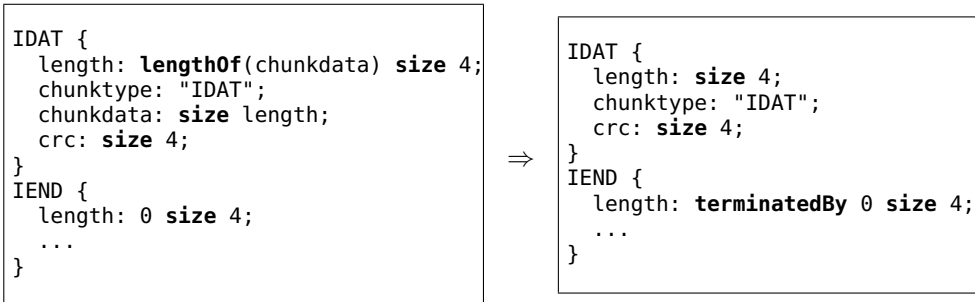 IDAT {
  length: lengthOf(chunkdata) size 4;
  chunktype: "IDAT";
  chunkdata: size length;
  crc: size 4;
}
IEND {
  length: 0 size 4;
  ...
}
⇒
IDAT {
  length: size 4;
  chunktype: "IDAT";
  crc: size 4;
}
IEND {
  length: terminatedBy 0 size 4;
  ...
}